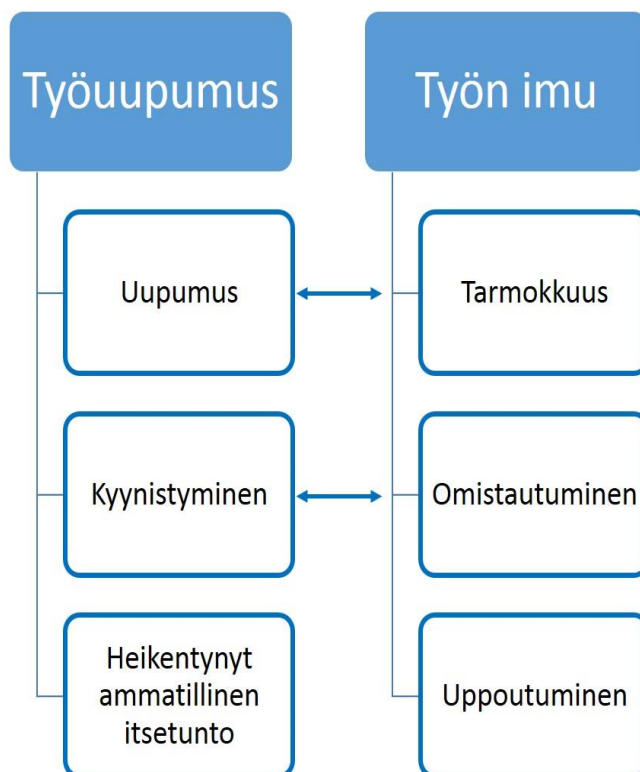 Työuupumus
Uupumus
Kyynistyminen
Heikentynyt
ammatillinen
itsetunto
Työn imu
Tarmokkuus
Omistautuminen
Uppoutuminen